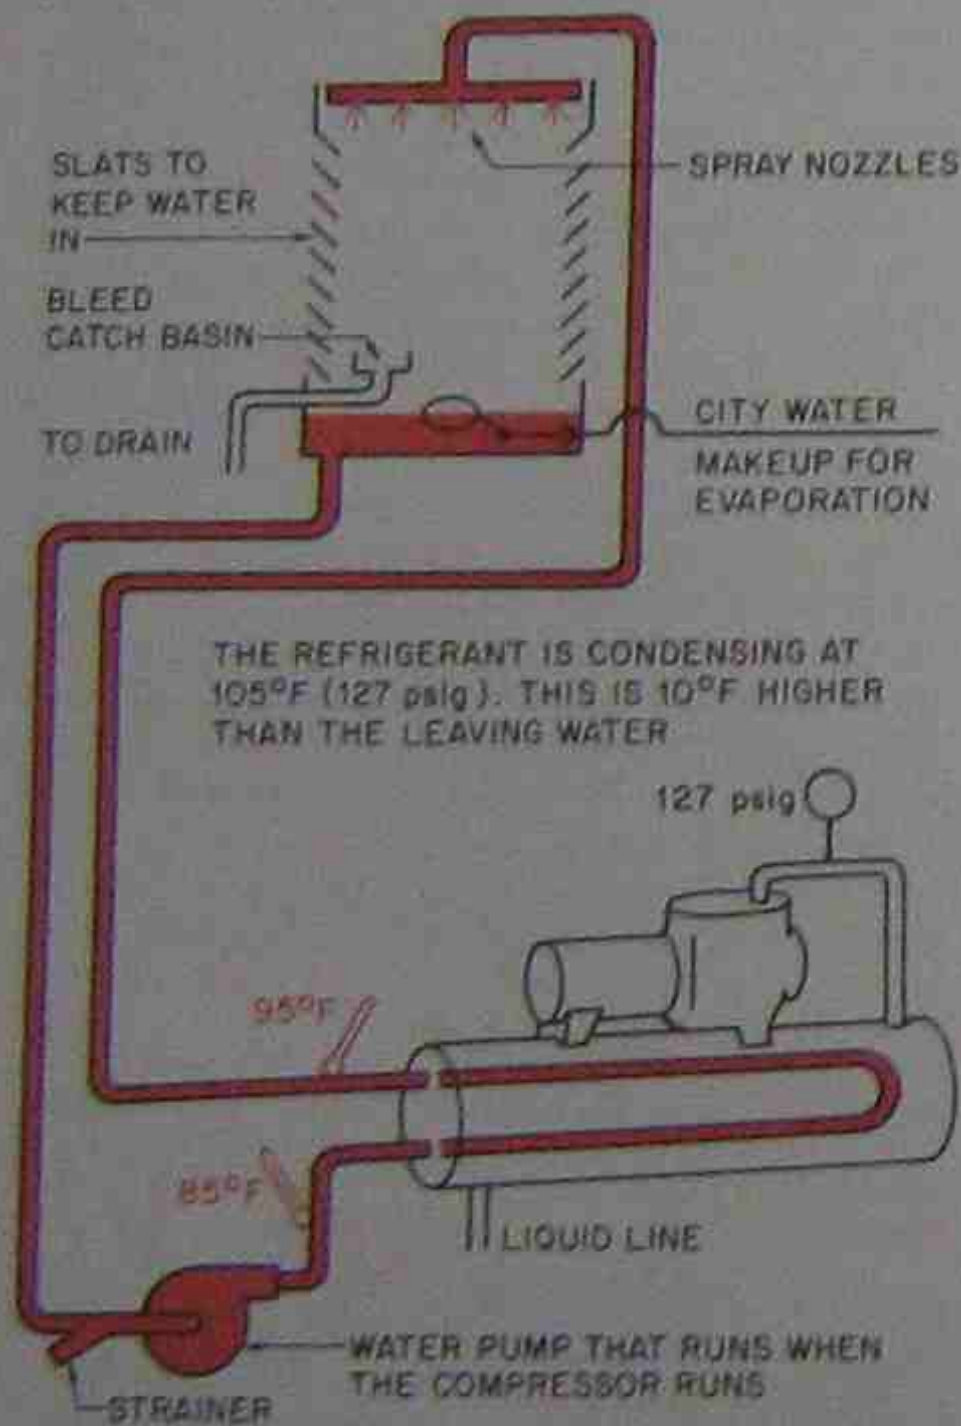 SLATS TO
KEEP WATER
IN
SPRAY NOZZLES
BLEED
CATCH BASIN
TO DRAIN
CITY WATER
MAKEUP FOR
EVAPORATION
THE REFRIGERANT IS CONDENSING AT
105°F (127 psig). THIS IS 10°F HIGHER
THAN THE LEAVING WATER
127 psig
95°F
85°F
LIQUID LINE
WATER PUMP THAT RUNS WHEN
THE COMPRESSOR RUNS
STRAINER